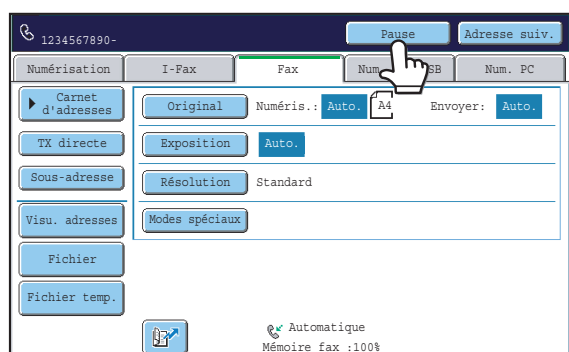 1234567890-
Pause
Adresse suiv.
Numérisation
I-Fax
Fax
Num.
SB
Num. PC
Carnet
d'adresses
Original
Numéris.: Auto. A4 Envoyer: Auto.
TX directe
Exposition
Auto.
Sous-adresse
Résolution
Standard
Visu. adresses
Modes spéciaux
Fichier
Fichier temp.
Automatique
Mémoire fax :100%